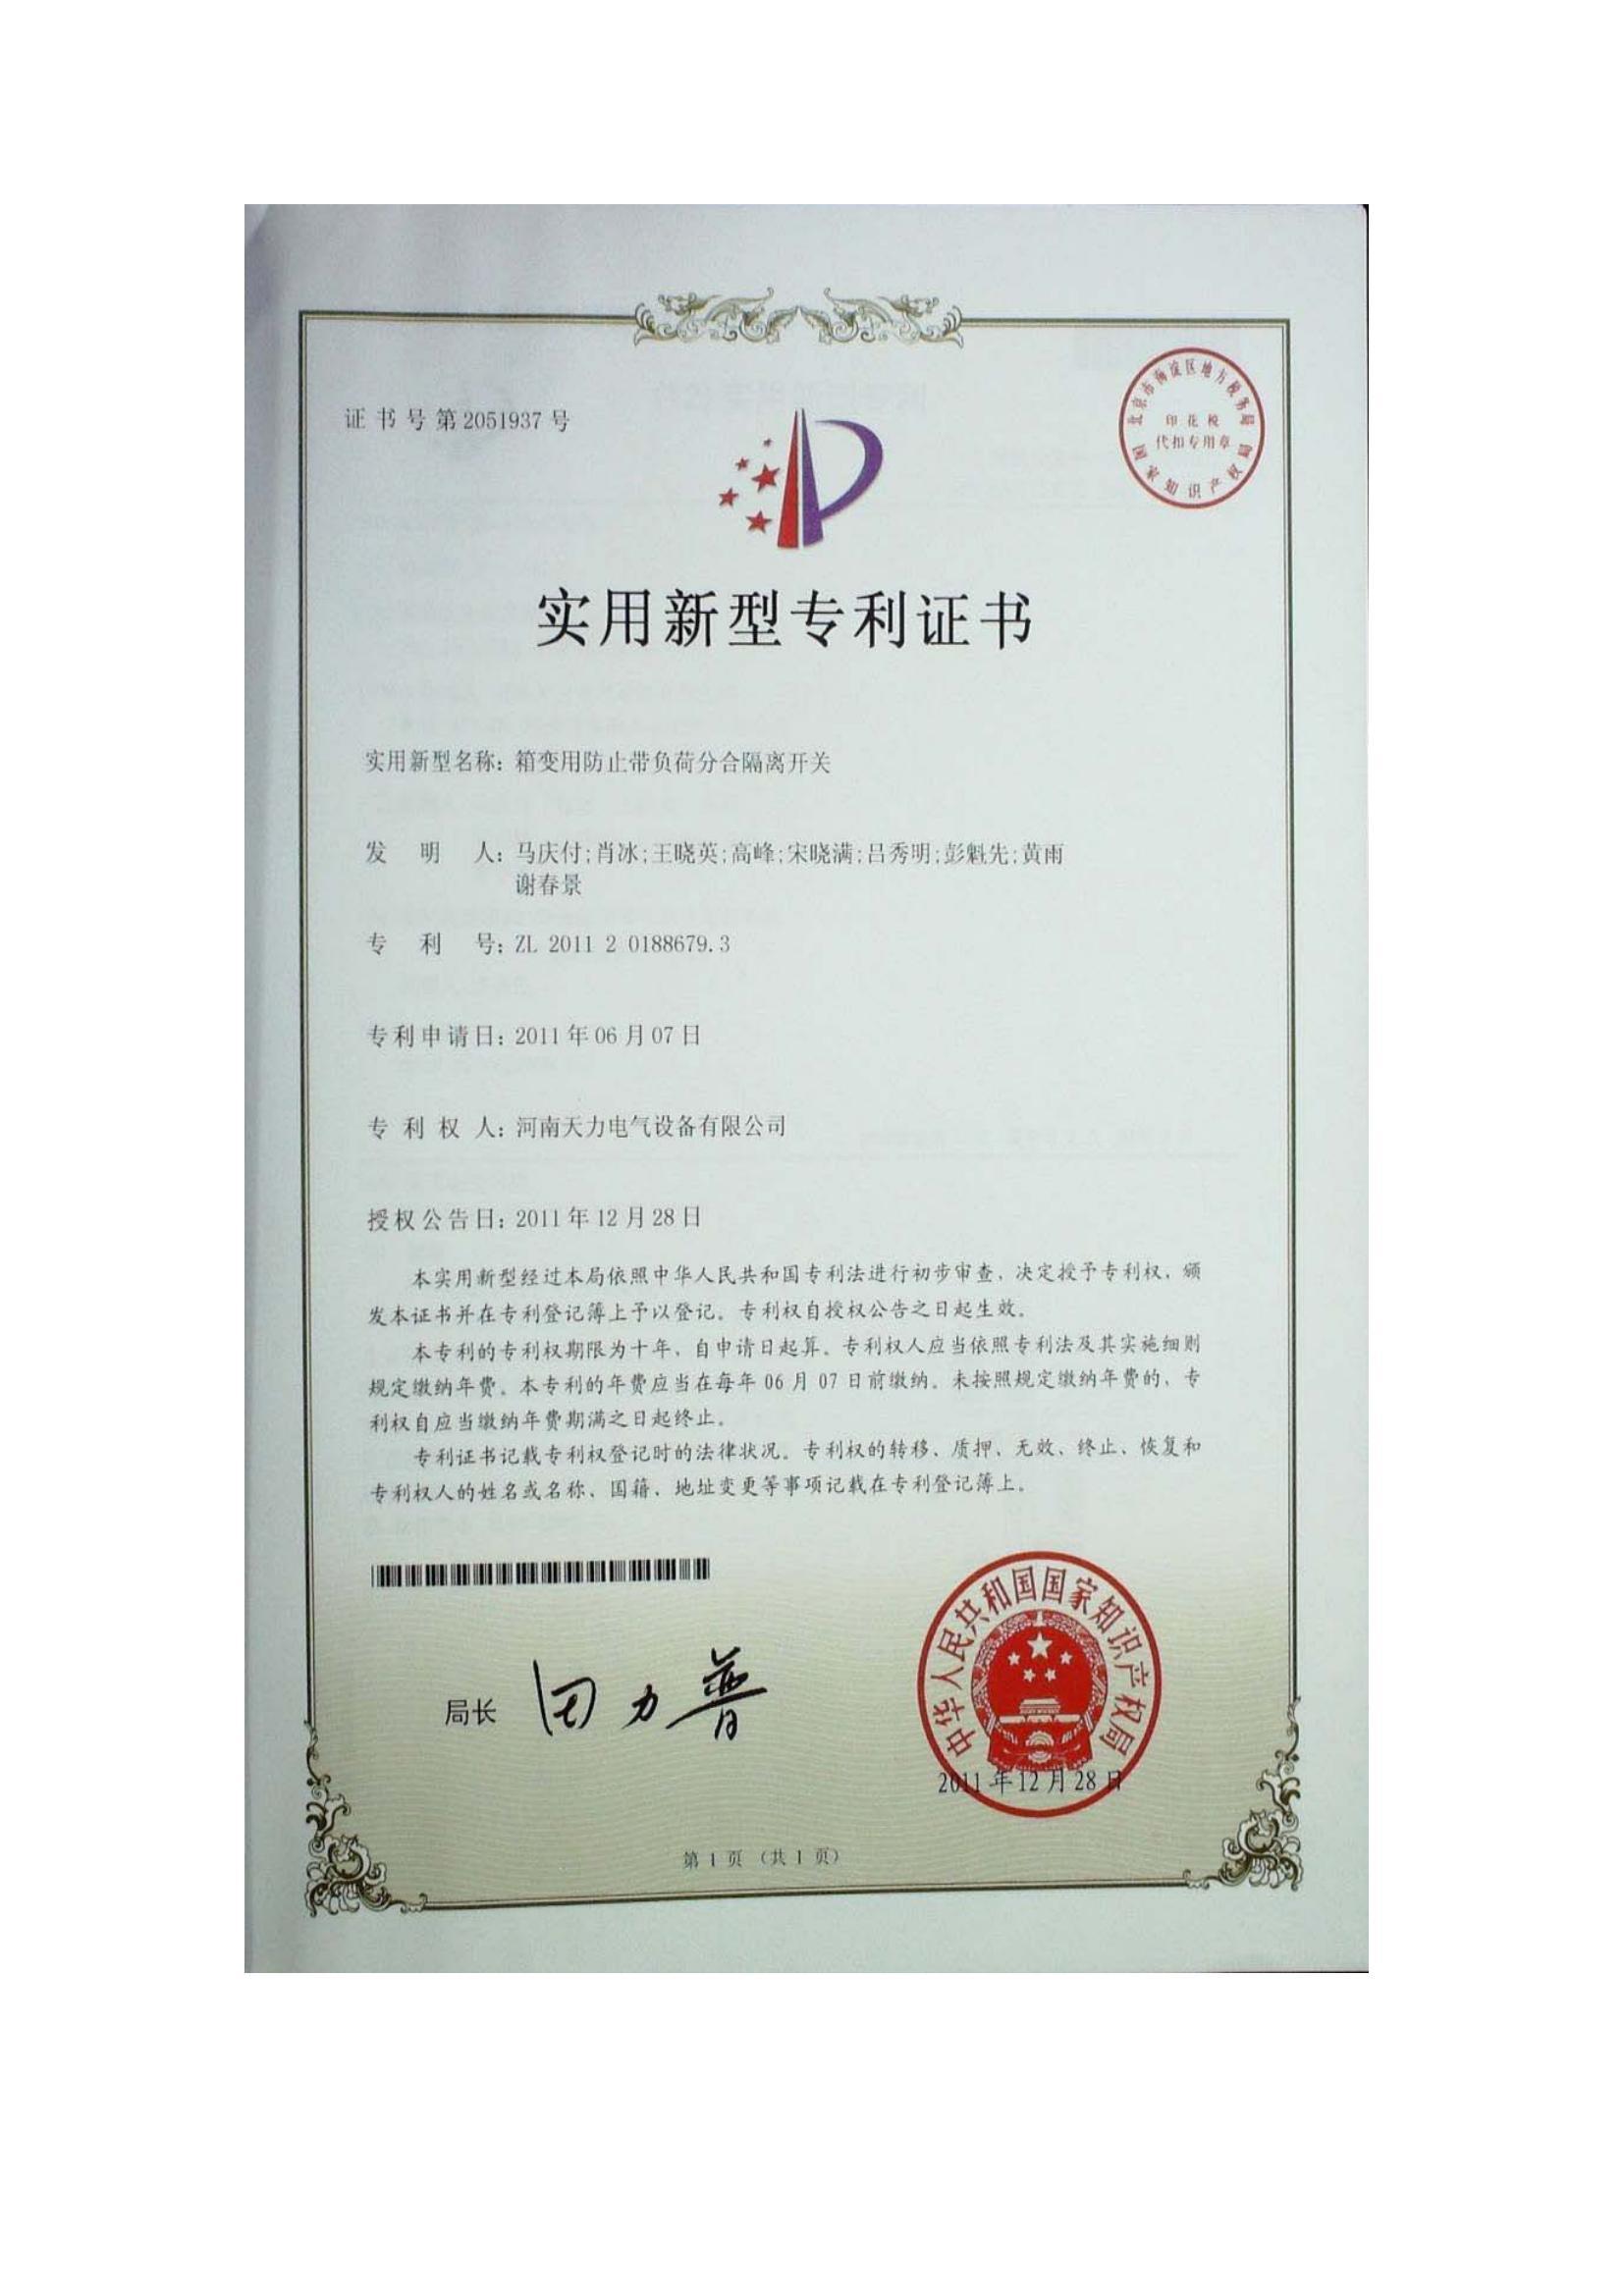 证书号第2051937号
北京市海淀区地方税务局
印花税
代扣专用章
国家知识产权局
实用新型专利证书
实用新型名称：箱变用防止带负荷分合隔离开关
发明人：马庆付;肖冰;王晓英;高峰;宋晓满;吕秀明;彭魁先;黄雨
谢春景
专利号：ZL 2011 2 0188679.3
专利申请日：2011年06月07日
专利权人：河南天力电气设备有限公司
授权公告日：2011年12月28日
本实用新型经过本局依照中华人民共和国专利法进行初步审查，决定授予专利权，颁
发本证书并在专利登记簿上予以登记。专利权自授权公告之日起生效。
本专利的专利权期限为十年，自申请日起算。专利权人应当依照专利法及其实施细则
规定缴纳年费。本专利的年费应当在每年06月07日前缴纳。未按照规定缴纳年费的，专
利权自应当缴纳年费期满之日起终止。
专利证书记载专利权登记时的法律状况。专利权的转移、质押、无效、终止、恢复和
专利权人的姓名或名称、国籍、地址变更等事项记载在专利登记簿上。
局长 田力普
中华人民共和国国家知识产权局
2011年12月28日
第1页（共1页）